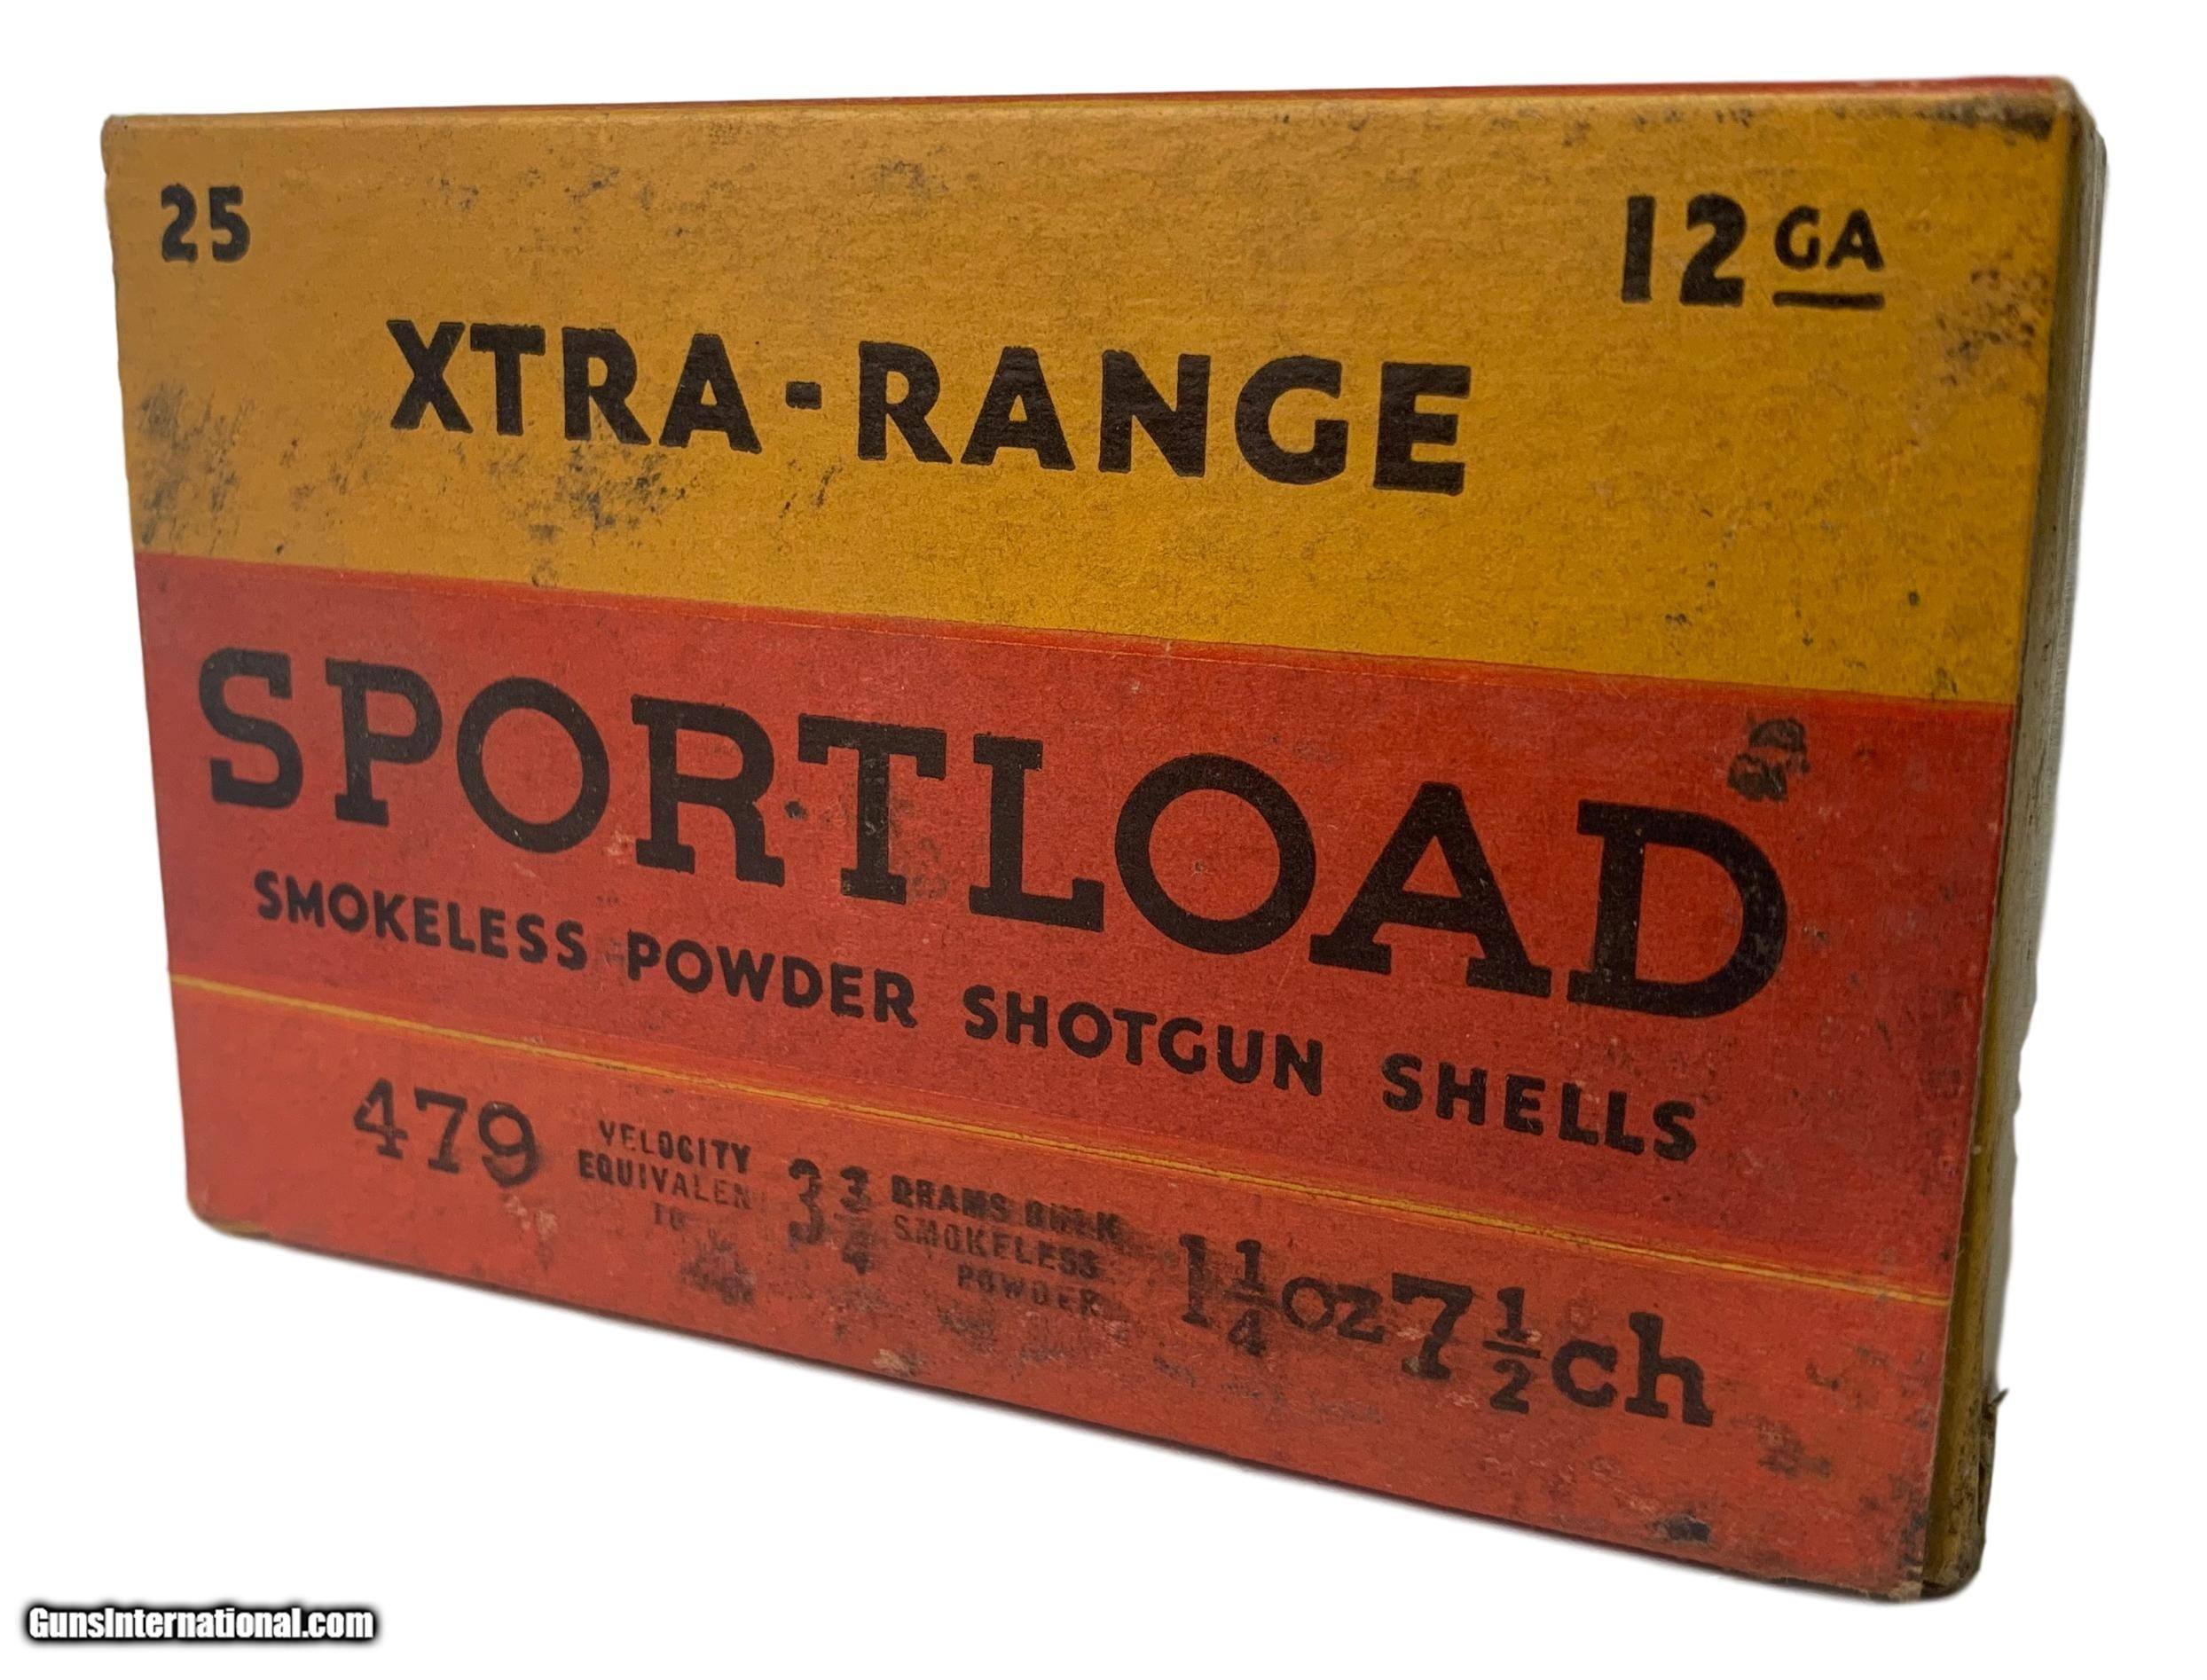 25
12 GA
XTRA-RANGE
SPORTLOAD
SMOKELESS POWDER SHOTGUN SHELLS
479 VELOCITY EQUIVALEN TO 3 3/4 DRAMS BULK SMOKELESS POWDER 1 1/4 oz 7 1/2 ch
GunsInternational.com